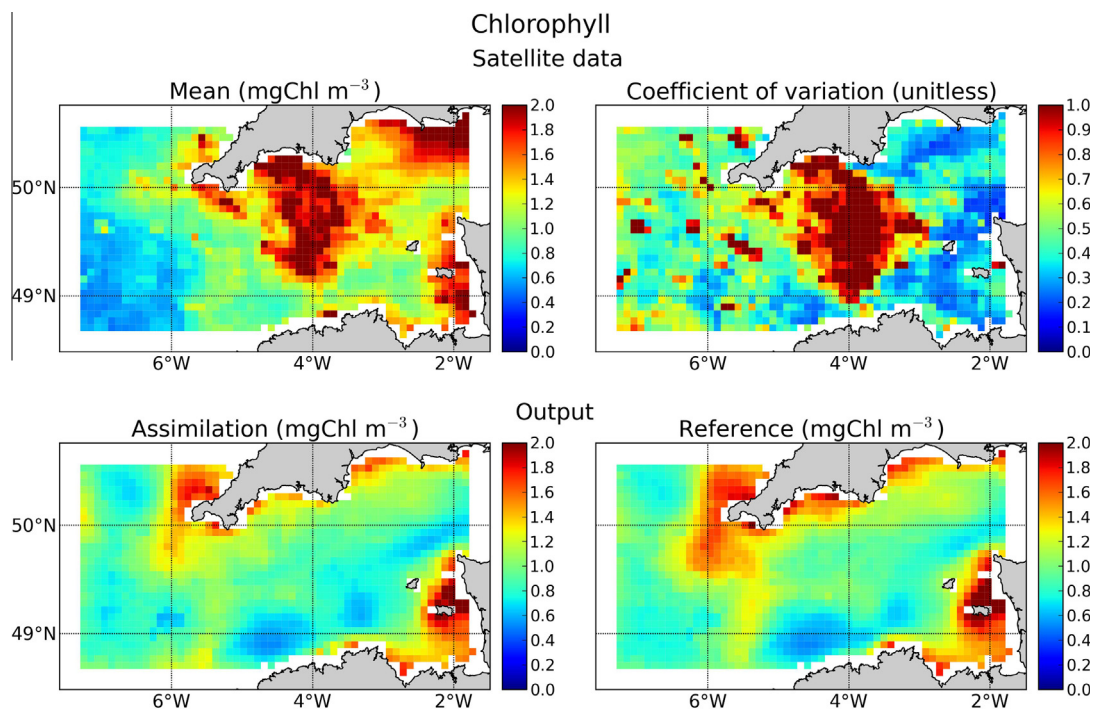 Chlorophyll
Satellite data
Mean (mgChl m⁻³)
Coefficient of variation (unitless)
50°N
49°N
6°W
4°W
2°W
2.0
1.8
1.6
1.4
1.2
1.0
0.8
0.6
0.4
0.2
0.0
6°W
4°W
2°W
1.0
0.9
0.8
0.7
0.6
0.5
0.4
0.3
0.2
0.1
0.0
Output
Assimilation (mgChl m⁻³)
Reference (mgChl m⁻³)
50°N
49°N
6°W
4°W
2°W
2.0
1.8
1.6
1.4
1.2
1.0
0.8
0.6
0.4
0.2
0.0
6°W
4°W
2°W
2.0
1.8
1.6
1.4
1.2
1.0
0.8
0.6
0.4
0.2
0.0